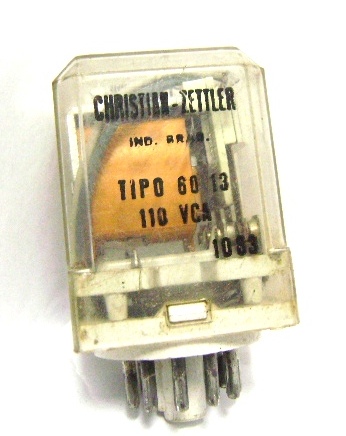 CHRISTIAN-ZETTLER
IND. BRAS.
TIPO 60 13
110 VCA
1083